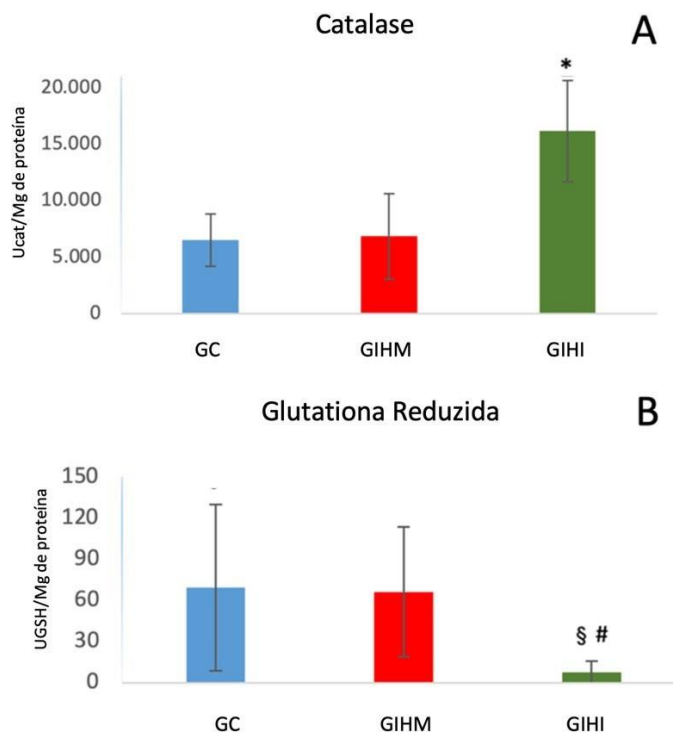 Catalase
A
Ucat/Mg de proteína
20.000
*
15.000
10.000
5.000
0
GC GIHM GIHI
Glutationa Reduzida
B
UGSH/Mg de proteína
150
120
90
60
30
0
§ #
GC GIHM GIHI